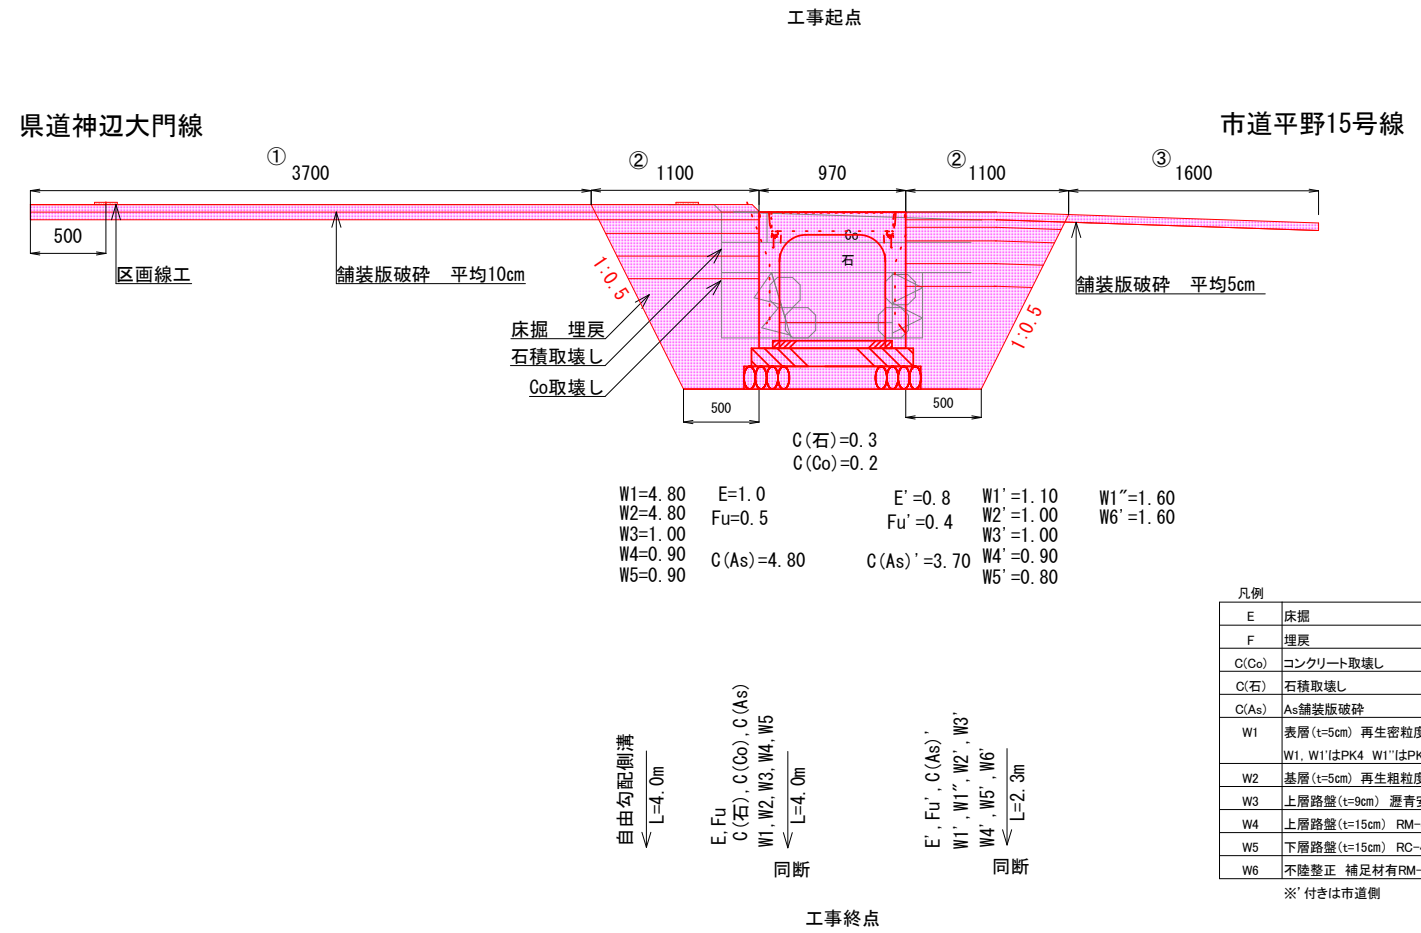 工事起点
県道神辺大門線
市道平野15号線
① 3700
② 1100
970
② 1100
③ 1600
500
区画線工
舗装版破砕 平均10cm
1:0.5
Co
石
舗装版破砕 平均5cm
1:0.5
床掘 埋戻
石積取壊し
Co取壊し
500
500
C(石)=0.3
C(Co)=0.2
W1=4.80
W2=4.80
W3=1.00
W4=0.90
W5=0.90
E=1.0
Fu=0.5
C(As)=4.80
E'=0.8
Fu'=0.4
C(As)'=3.70
W1'=1.10
W2'=1.00
W3'=1.00
W4'=0.90
W5'=0.80
W1″=1.60
W6'=1.60
凡例
E 床掘
F 埋戻
C(Co) コンクリート取壊し
C(石) 石積取壊し
C(As) As舗装版破砕
W1 表層(t=5cm) 再生密粒度
W1, W1'はPK4 W1''はPK
W2 基層(t=5cm) 再生粗粒度
W3 上層路盤(t=9cm) 瀝青安
W4 上層路盤(t=15cm) RM-
W5 下層路盤(t=15cm) RC-
W6 不陸整正 補足材有RM-
※'付きは市道側
自由勾配側溝
L=4.0m
E,Fu
C(石),C(Co),C(As)
W1,W2,W3,W4,W5
L=4.0m
同断
E',Fu',C(As)'
W1',W1″,W2',W3'
W4',W5',W6'
L=2.3m
同断
工事終点